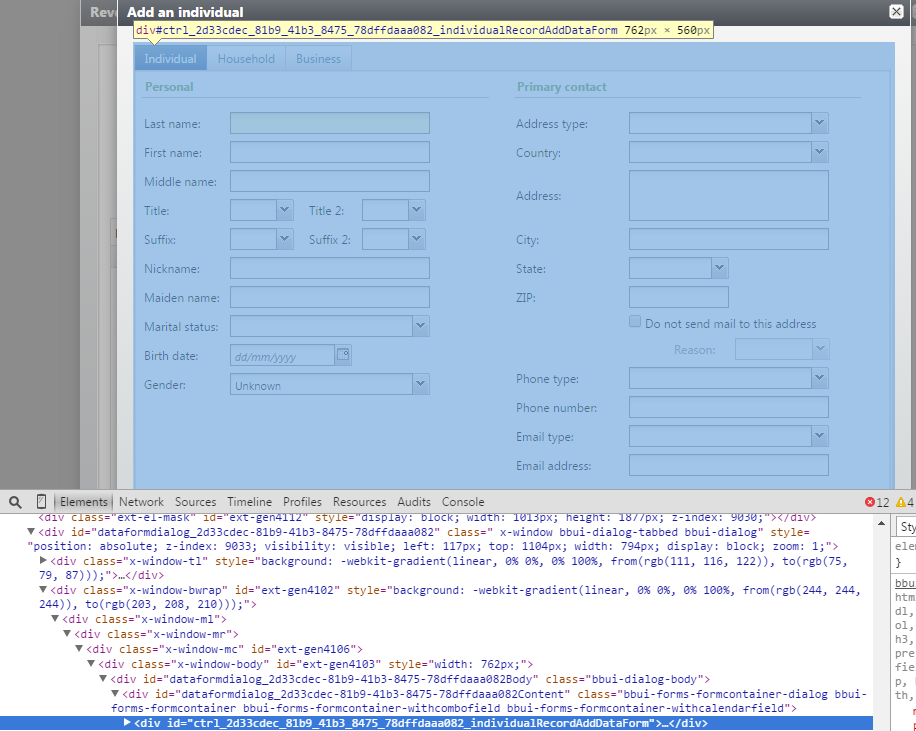 Reve
Add an individual
div#ctrl_2d33cdec_81b9_41b3_8475_78dffdaaa082_individualRecordAddDataForm 762px × 560px
Individual Household Business
Personal
Last name:
First name:
Middle name:
Title: Title 2:
Suffix: Suffix 2:
Nickname:
Maiden name:
Marital status:
Birth date: dd/mm/yyyy
Gender: Unknown
Primary contact
Address type:
Country:
Address:
City:
State:
ZIP:
Do not send mail to this address
Reason:
Phone type:
Phone number:
Email type:
Email address:
Elements Network Sources Timeline Profiles Resources Audits Console 12 4
<div class="ext-el-mask" id="ext-gen4112" style="display: block; width: 1013px; height: 1877px; z-index: 9030;"></div>
<div id="dataformdialog_2d33cdec-81b9-41b3-8475-78dffdaaa082" class=" x-window bbui-dialog-tabbed bbui-dialog" style=
"position: absolute; z-index: 9033; visibility: visible; left: 117px; top: 1104px; width: 794px; display: block; zoom: 1;">
<div class="x-window-tl" style="background: -webkit-gradient(linear, 0% 0%, 0% 100%, from(rgb(111, 116, 122)), to(rgb(75,
79, 87)));">…</div>
<div class="x-window-bwrap" id="ext-gen4102" style="background: -webkit-gradient(linear, 0% 0%, 0% 100%, from(rgb(244, 244,
244)), to(rgb(203, 208, 210)));">
<div class="x-window-ml">
<div class="x-window-mr">
<div class="x-window-mc" id="ext-gen4106">
<div class="x-window-body" id="ext-gen4103" style="width: 762px;">
<div id="dataformdialog_2d33cdec-81b9-41b3-8475-78dffdaaa082Body" class="bbui-dialog-body">
<div id="dataformdialog_2d33cdec-81b9-41b3-8475-78dffdaaa082Content" class="bbui-forms-formcontainer-dialog bbui-
forms-formcontainer bbui-forms-formcontainer-withcombofield bbui-forms-formcontainer-withcalendarfield">
<div id="ctrl_2d33cdec_81b9_41b3_8475_78dffdaaa082_individualRecordAddDataForm">…</div>
Sty
elem
}
bbu
htm
dl,
ol,
h3,
pre
fie
p,
th,